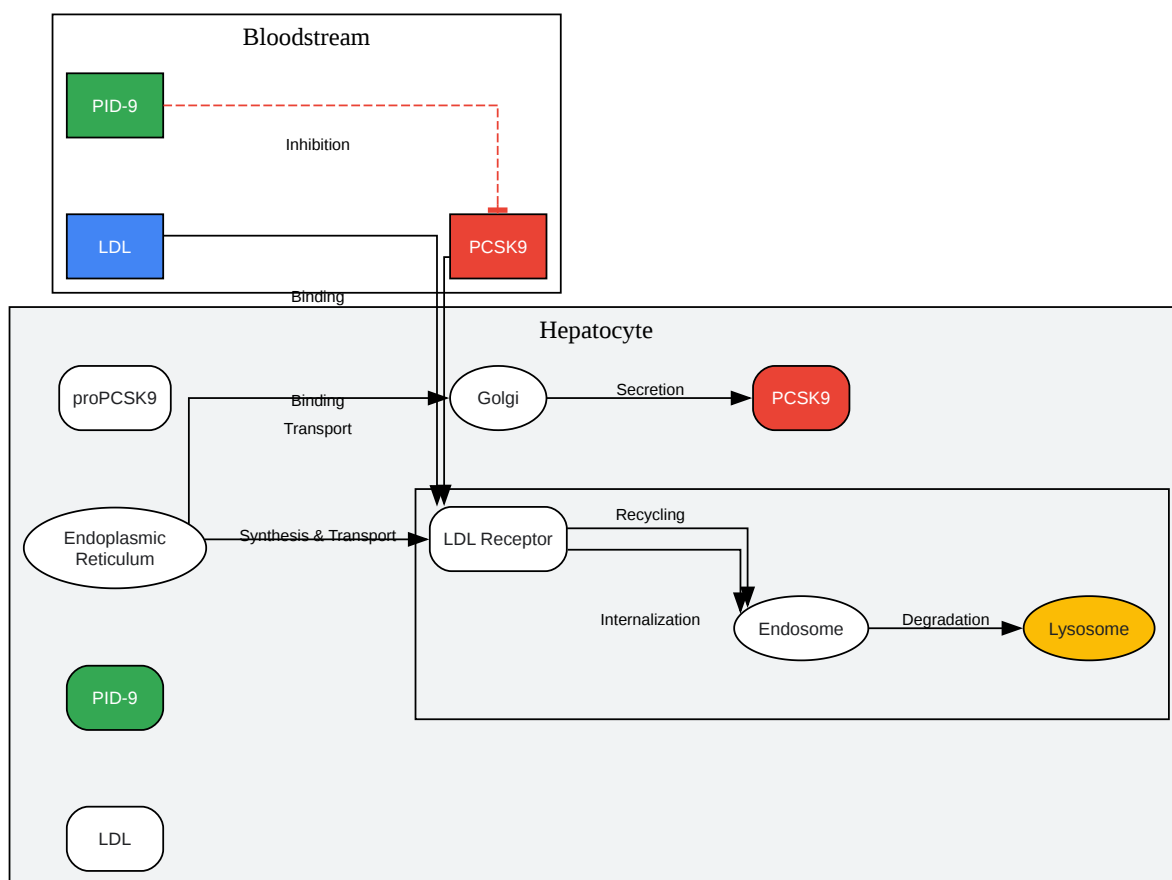 Bloodstream
PID-9
Inhibition
LDL
PCSK9
Binding
Hepatocyte
proPCSK9
Binding
Transport
Golgi
Secretion
PCSK9
Endoplasmic
Reticulum
Synthesis & Transport
LDL Receptor
Recycling
Internalization
Endosome
Degradation
Lysosome
PID-9
LDL